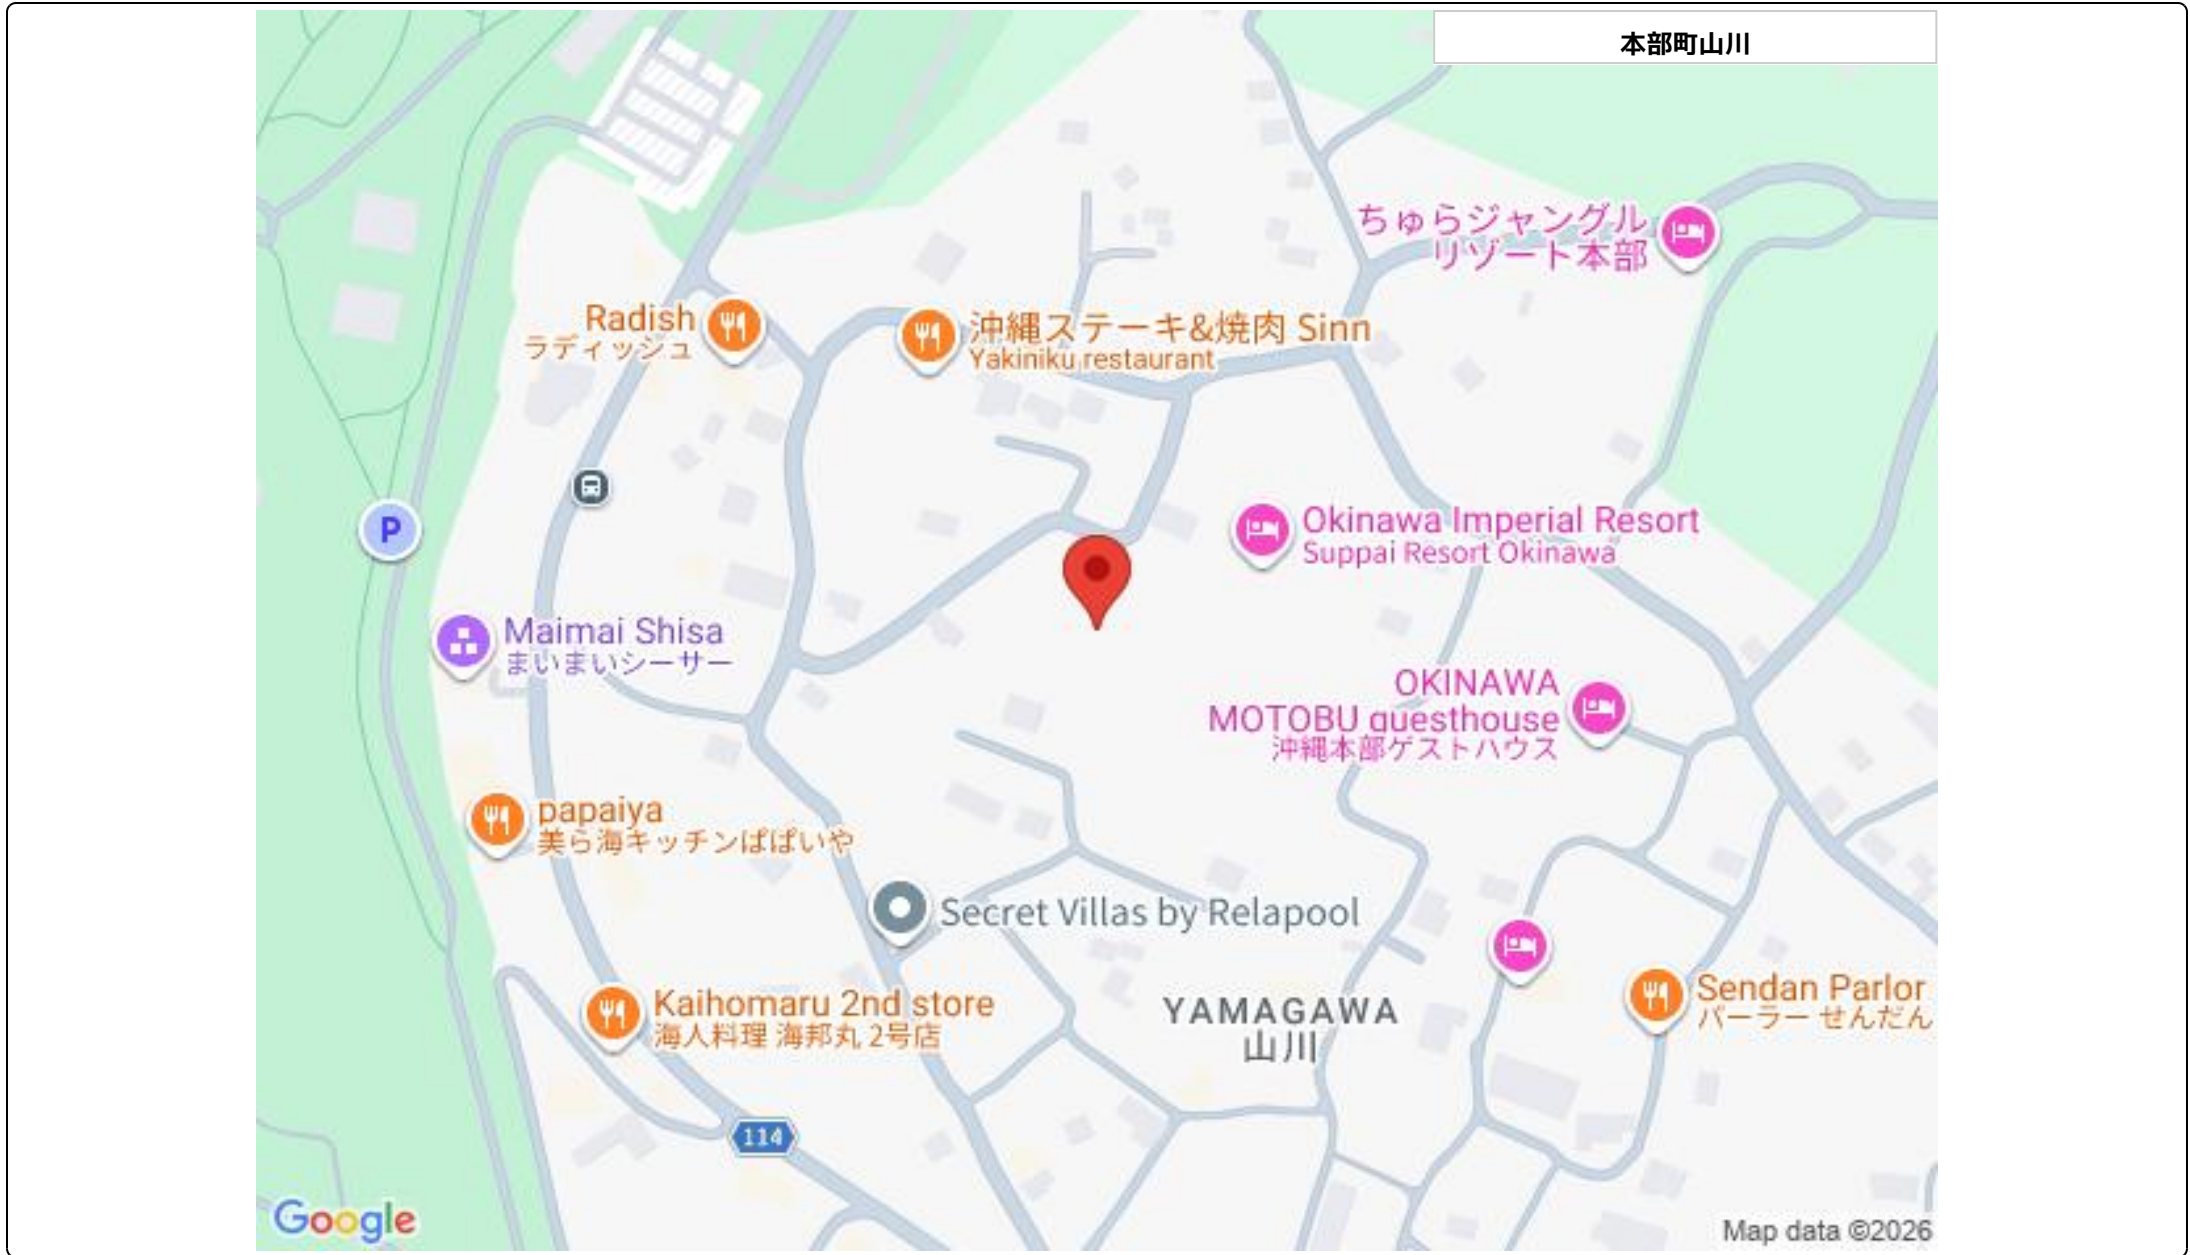 本部町山川
ちゅらジャングル
リゾート本部
Radish
ラディッシュ
沖縄ステーキ&焼肉 Sinn
Yakiniku restaurant
P
Okinawa Imperial Resort
Suppai Resort Okinawa
Maimai Shisa
まいまいシーサー
OKINAWA
MOTOBU guesthouse
沖縄本部ゲストハウス
papaiya
美ら海キッチンぱぱいや
Secret Villas by Relapool
Sendan Parlor
パーラー せんだん
Kaihomaru 2nd store
海人料理 海邦丸 2号店
YAMAGAWA
山川
114
Google
Map data ©2026